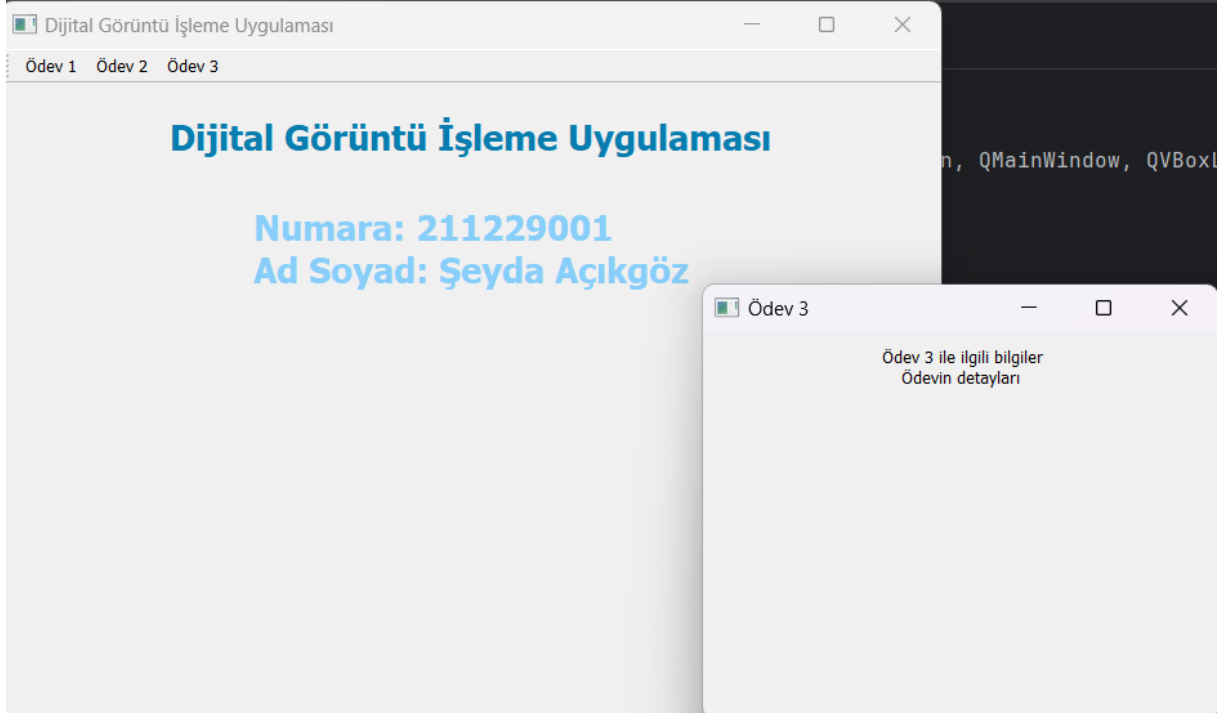 Dijital Görüntü İşleme Uygulaması
Ödev 1 Ödev 2 Ödev 3
Dijital Görüntü İşleme Uygulaması
n, QMainWindow, QVBoxL
Numara: 211229001
Ad Soyad: Şeyda Açıkgöz
Ödev 3
Ödev 3 ile ilgili bilgiler
Ödevin detayları